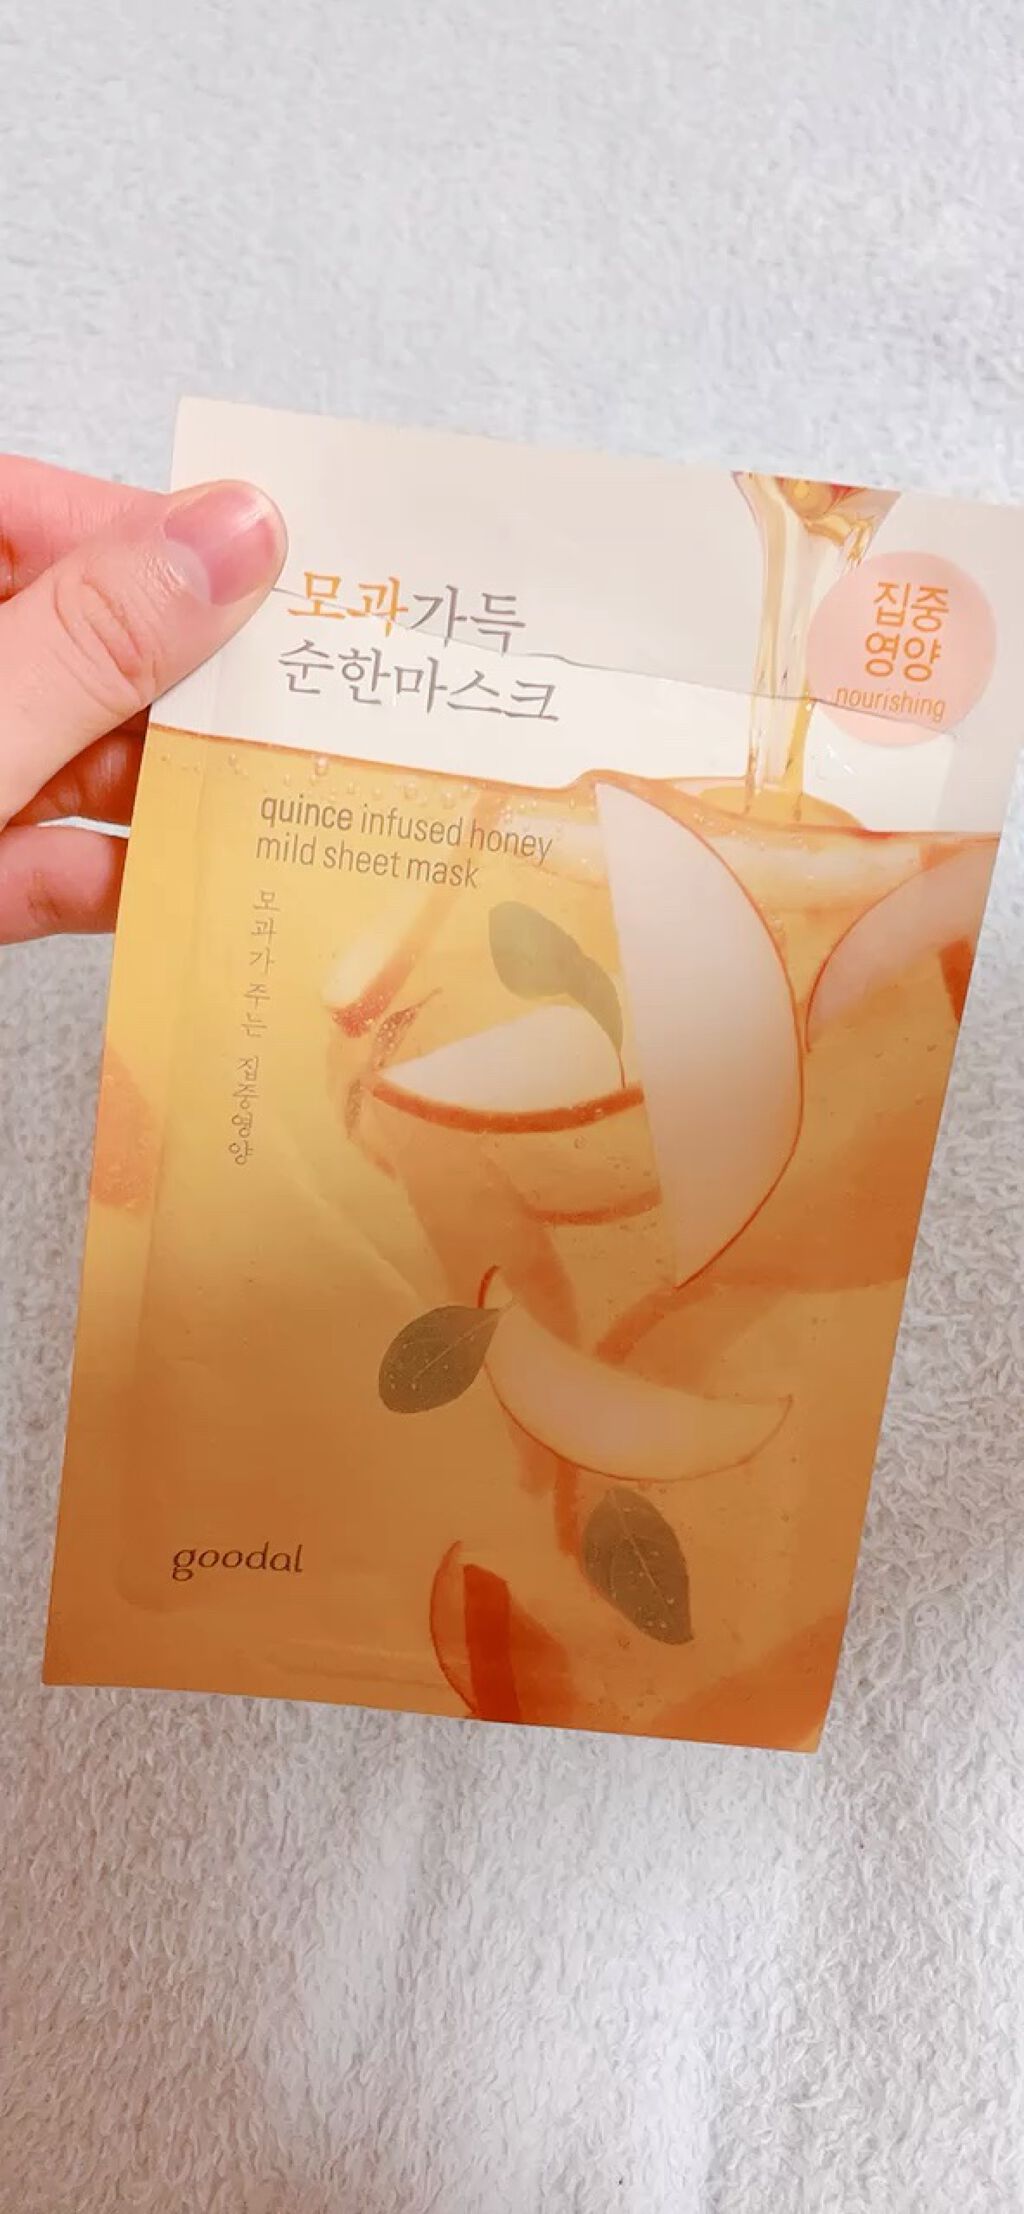 모과가득
순한마스크
집중
영양
nourishing
quince infused honey
mild sheet mask
모과가 주는 집중영양
goodal